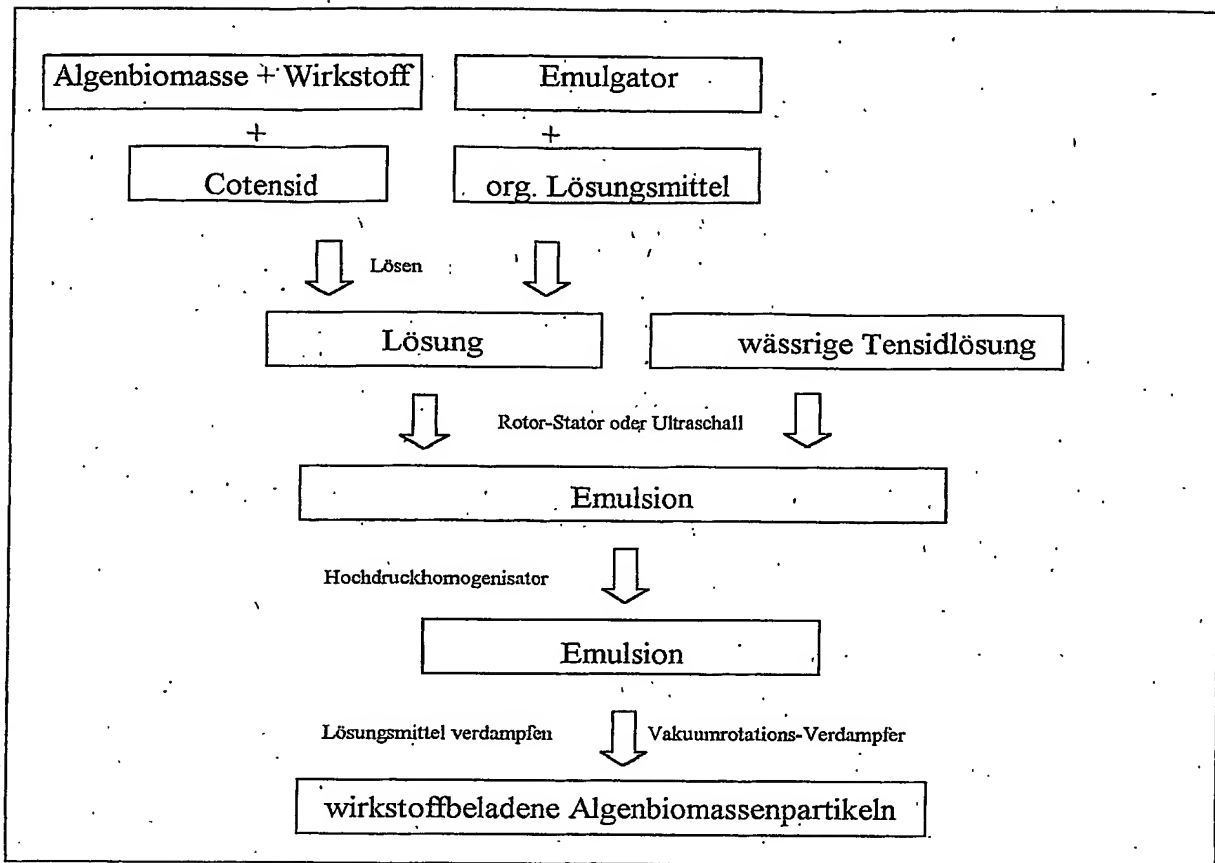 Algenbiomasse + Wirkstoff
Emulgator
+
+
Cotensid
org. Lösungsmittel
Lösen
Lösung
wässrige Tensidlösung
Rotor-Stator oder Ultraschall
Emulsion
Hochdruckhomogenisator
Emulsion
Lösungsmittel verdampfen
Vakuumrotations-Verdampfer
wirkstoffbeladene Algenbiomassenpartikeln